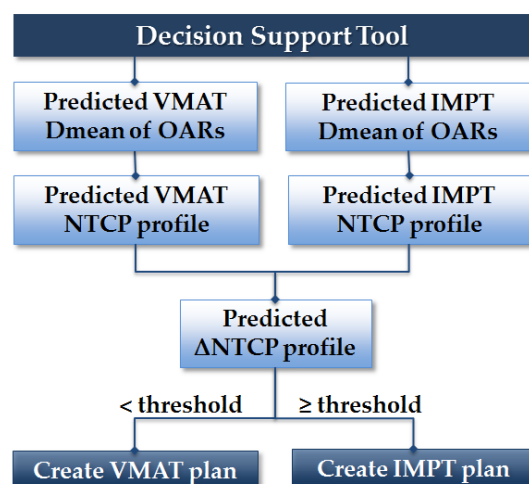 Decision Support Tool
Predicted VMAT
Dmean of OARs
Predicted IMPT
Dmean of OARs
Predicted VMAT
NTCP profile
Predicted IMPT
NTCP profile
Predicted
ΔNTCP profile
< threshold
≥ threshold
Create VMAT plan
Create IMPT plan